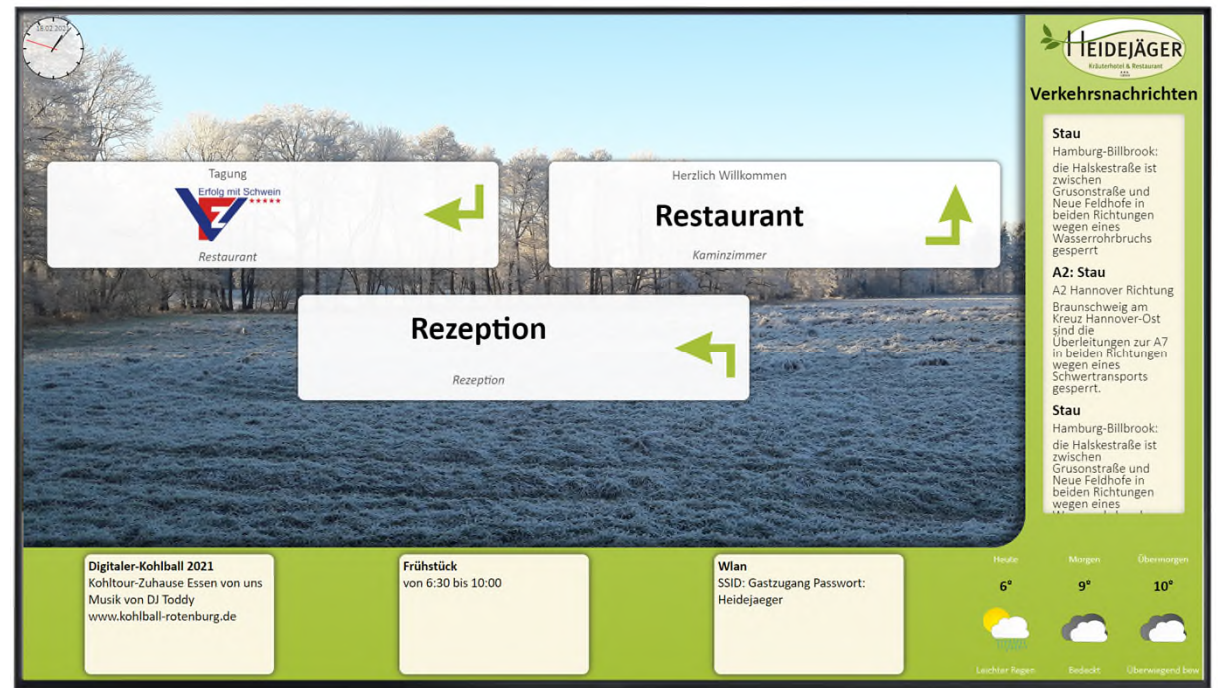 Tagung
Erfolg mit Schwein
VEZ
Restaurant
Herzlich Willkommen
Restaurant
Kaminzimmer
Rezeption
Rezeption
HEIDEJÄGER
Kräuterhotel & Restaurant
Verkehrsnachrichten
Stau
Hamburg-Billbrook:
die Halskestraße ist
zwischen
Grusonstraße und
Neue Feldhofe in
beiden Richtungen
wegen eines
Wasserrohrbruchs
gesperrt
A2: Stau
A2 Hannover Richtung
Braunschweig am
Kreuz Hannover-Ost
sind die
Überleitungen zur A7
in beiden Richtungen
wegen eines
Schwertransports
gesperrt.
Stau
Hamburg-Billbrook:
die Halskestraße ist
zwischen
Grusonstraße und
Neue Feldhofe in
beiden Richtungen
wegen eines
Digitaler-Kohlball 2021
Kohltour-Zuhause Essen von uns
Musik von DJ Toddy
www.kohlball-rotenburg.de
Frühstück
von 6:30 bis 10:00
Wlan
SSID: Gastzugang Passwort:
Heidejaeger
Heute Morgen Übermorgen
6° 9° 10°
Leichter Regen Bedeckt Überwiegend bew